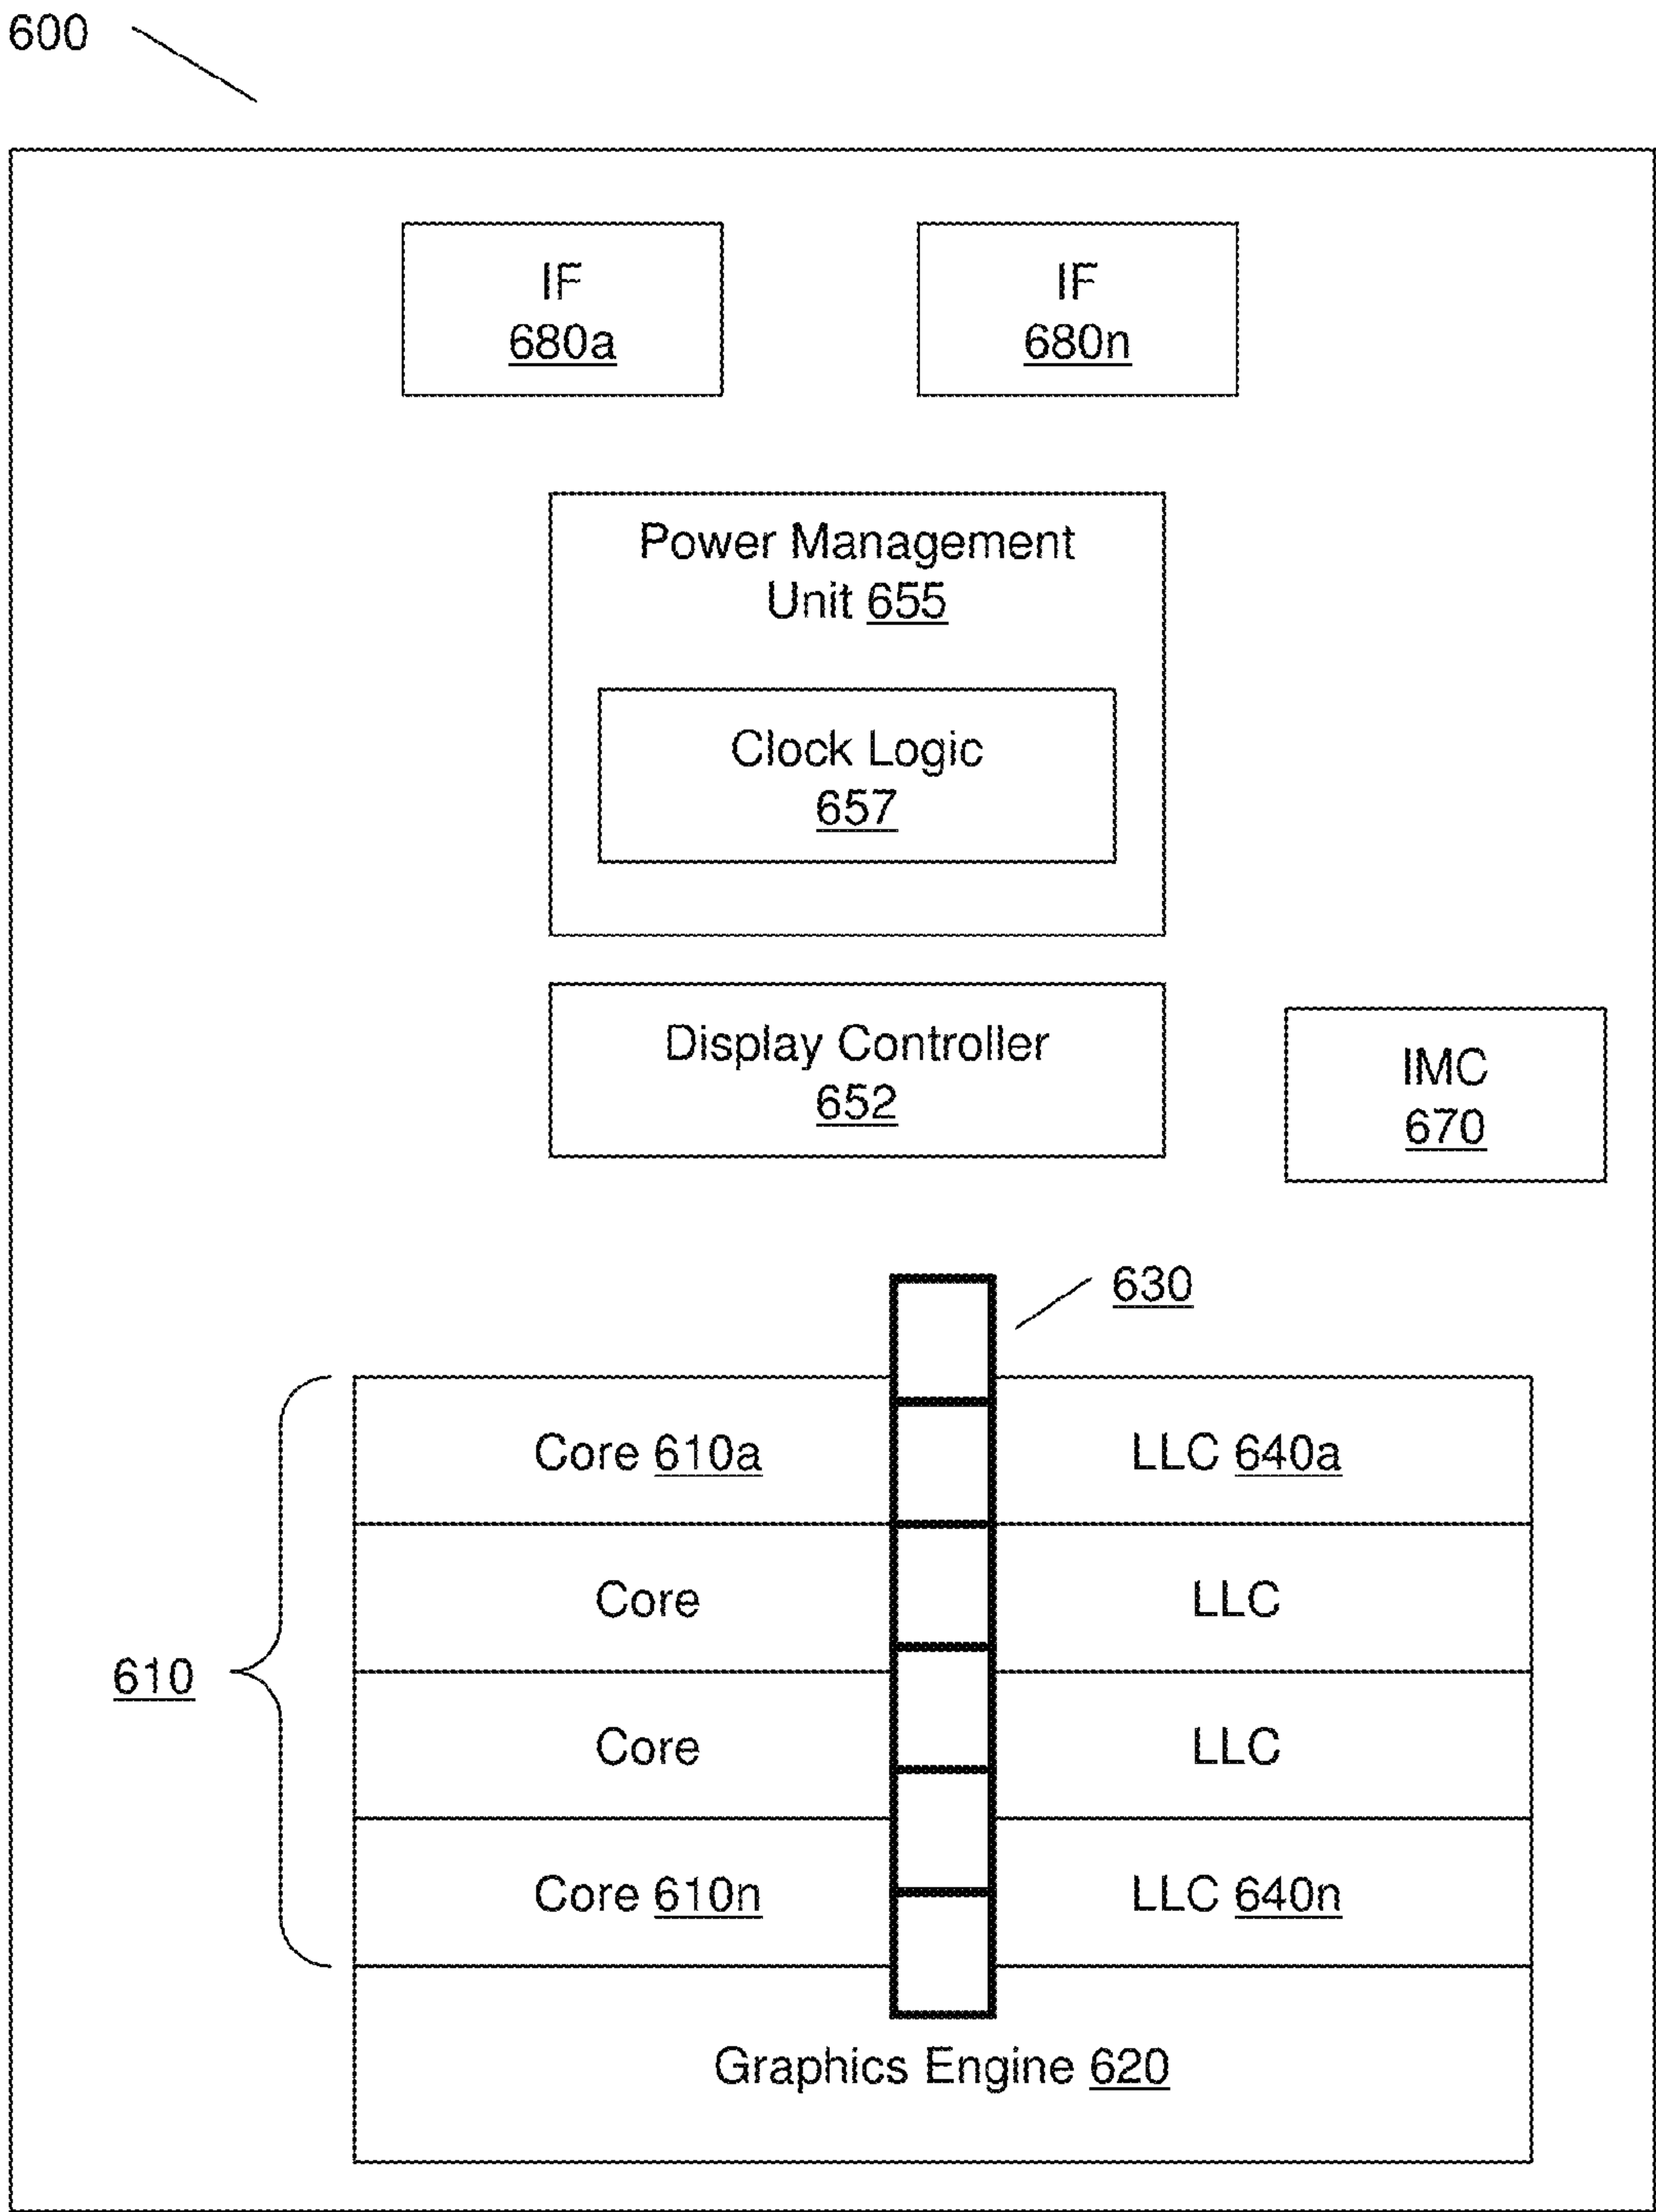 600
IF
680a
IF
680n
Power Management
Unit 655
Clock Logic
657
Display Controller
652
IMC
670
630
Core 610a
LLC 640a
Core
LLC
610
Core
LLC
Core 610n
LLC 640n
Graphics Engine 620